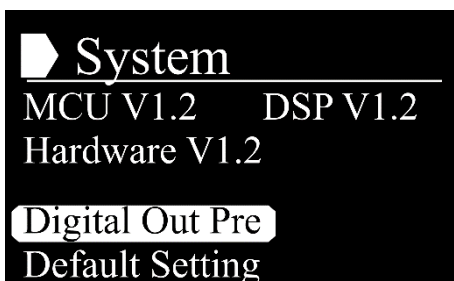 System
MCU V1.2 DSP V1.2
Hardware V1.2
Digital Out Pre
Default Setting